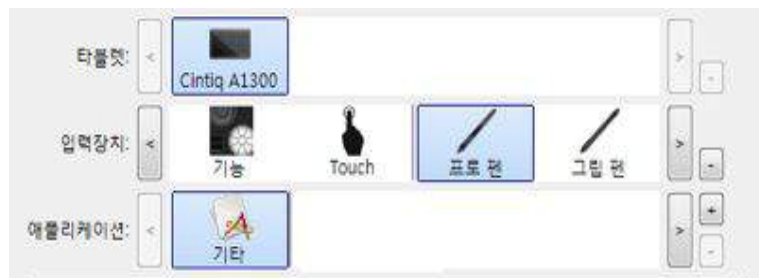 타블렛: < Cintiq A1300 > -
입력장치: < 기능 Touch 프로 펜 그립 펜 > -
애플리케이션: < 기타 > + -